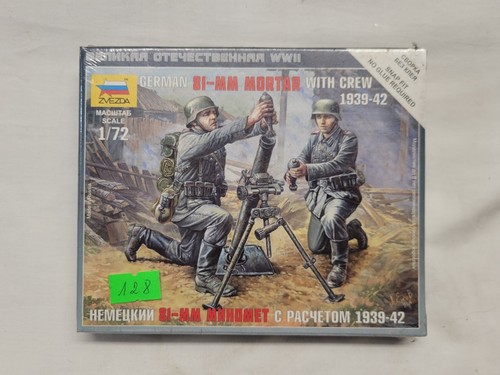 ВЕЛИКАЯ ОТЕЧЕСТВЕННАЯ WWII
СБОРКА
БЕЗ КЛЕЯ
SNAP FIT
NO GLUE REQUIRED
GERMAN 81-MM MORTAR WITH CREW
1939-42
ZVEZDA
МАСШТАБ
SCALE
1/72
128
НЕМЕЦКИЙ 81-ММ МИНОМЕТ С РАСЧЕТОМ 1939-42